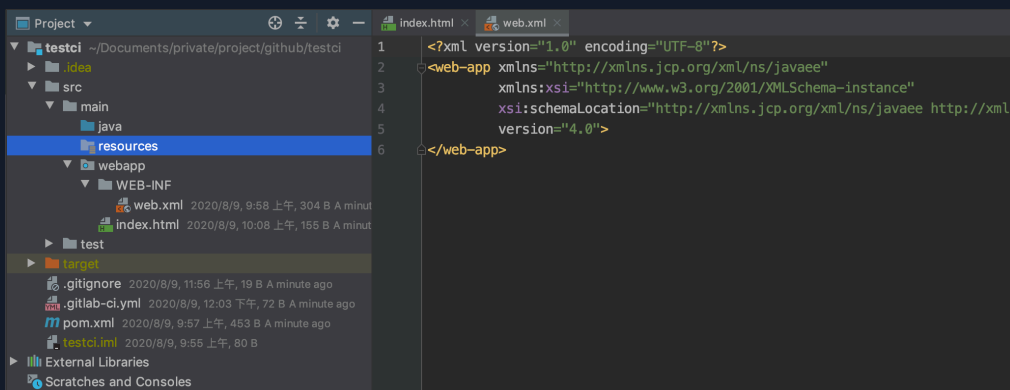 Project
index.html
web.xml
testci ~/Documents/private/project/github/testci
.idea
src
main
java
resources
webapp
WEB-INF
web.xml 2020/8/9, 9:58 上午, 304 B A minut
index.html 2020/8/9, 10:08 上午, 155 B A minut
test
target
.gitignore 2020/8/9, 11:56 上午, 19 B A minute ago
.gitlab-ci.yml 2020/8/9, 12:03 下午, 72 B A minute ago
pom.xml 2020/8/9, 9:57 上午, 453 B A minute ago
testci.iml 2020/8/9, 9:55 上午, 80 B
External Libraries
Scratches and Consoles
1 <?xml version="1.0" encoding="UTF-8"?>
2 <web-app xmlns="http://xmlns.jcp.org/xml/ns/javaee"
3 xmlns:xsi="http://www.w3.org/2001/XMLSchema-instance"
4 xsi:schemaLocation="http://xmlns.jcp.org/xml/ns/javaee http://xml
5 version="4.0">
6 </web-app>